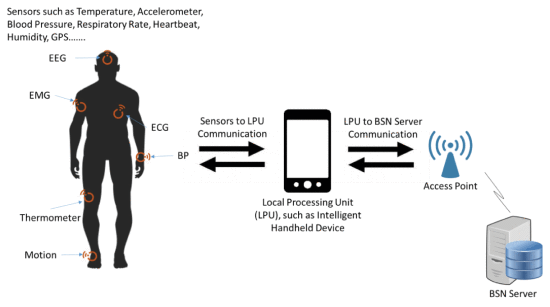 Sensors such as Temperature, Accelerometer,
Blood Pressure, Respiratory Rate, Heartbeat,
Humidity, GPS.......
EEG
EMG
ECG
BP
Thermometer
Motion
Sensors to LPU
Communication
Local Processing Unit
(LPU), such as Intelligent
Handheld Device
LPU to BSN Server
Communication
Access Point
BSN Server